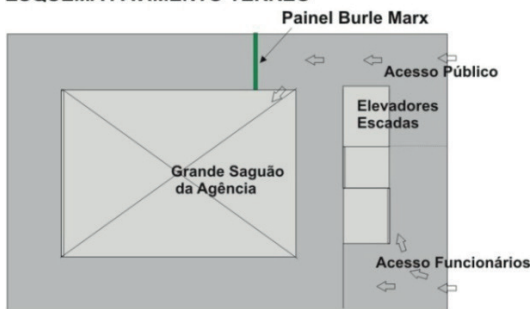 Painel Burle Marx
Acesso Público
Elevadores
Escadas
Grande Saguão
da Agência
Acesso Funcionários